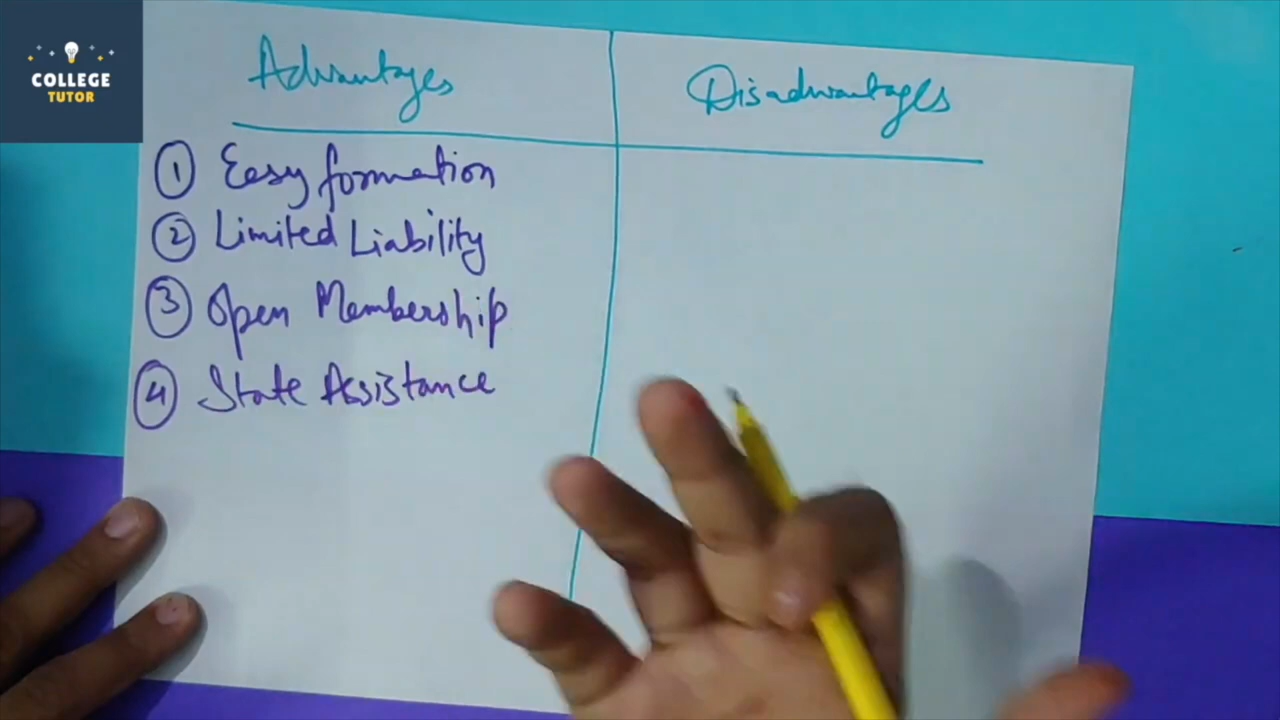 COLLEGE
TUTOR
Advantages
Disadvantages
① Easy formation
② Limited Liability
③ Open Membership
④ State Assistance